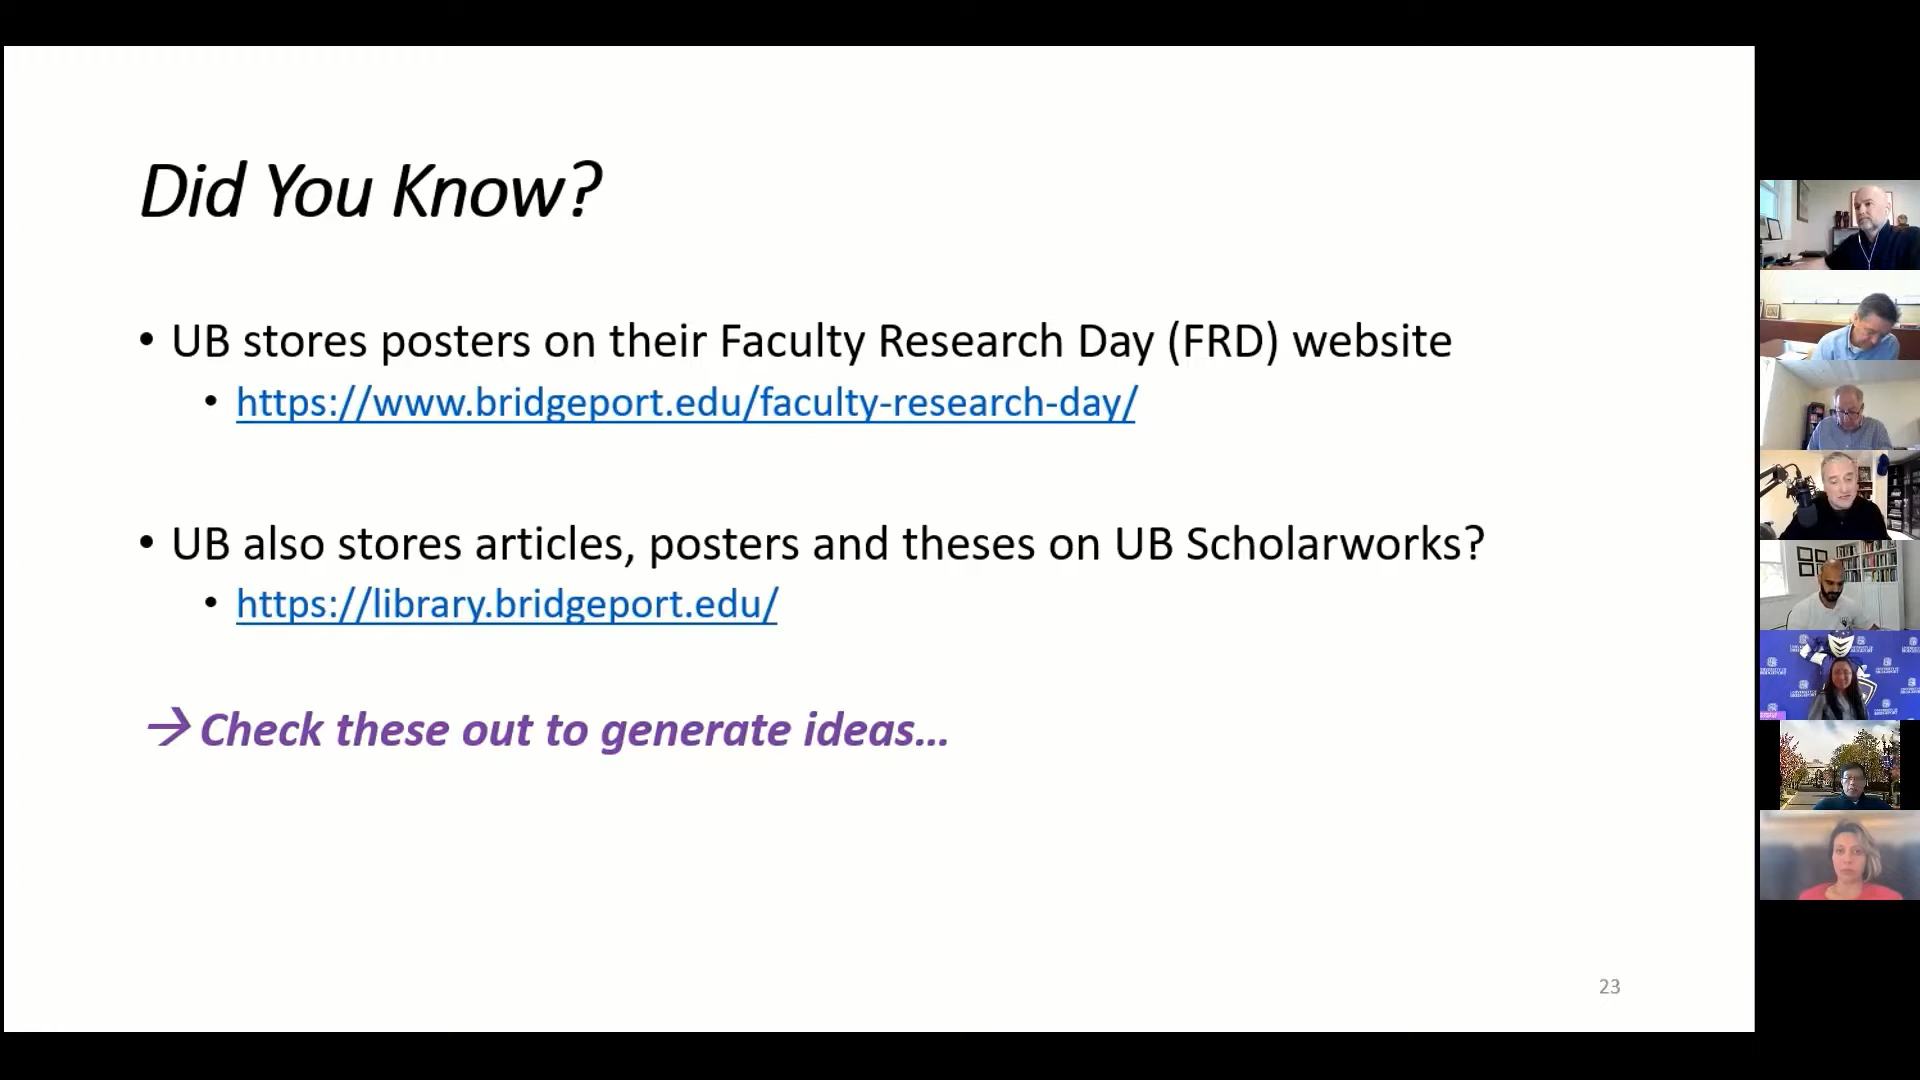 Did You Know?
• UB stores posters on their Faculty Research Day (FRD) website
• https://www.bridgeport.edu/faculty-research-day/
• UB also stores articles, posters and theses on UB Scholarworks?
• https://library.bridgeport.edu/
→ Check these out to generate ideas...
23